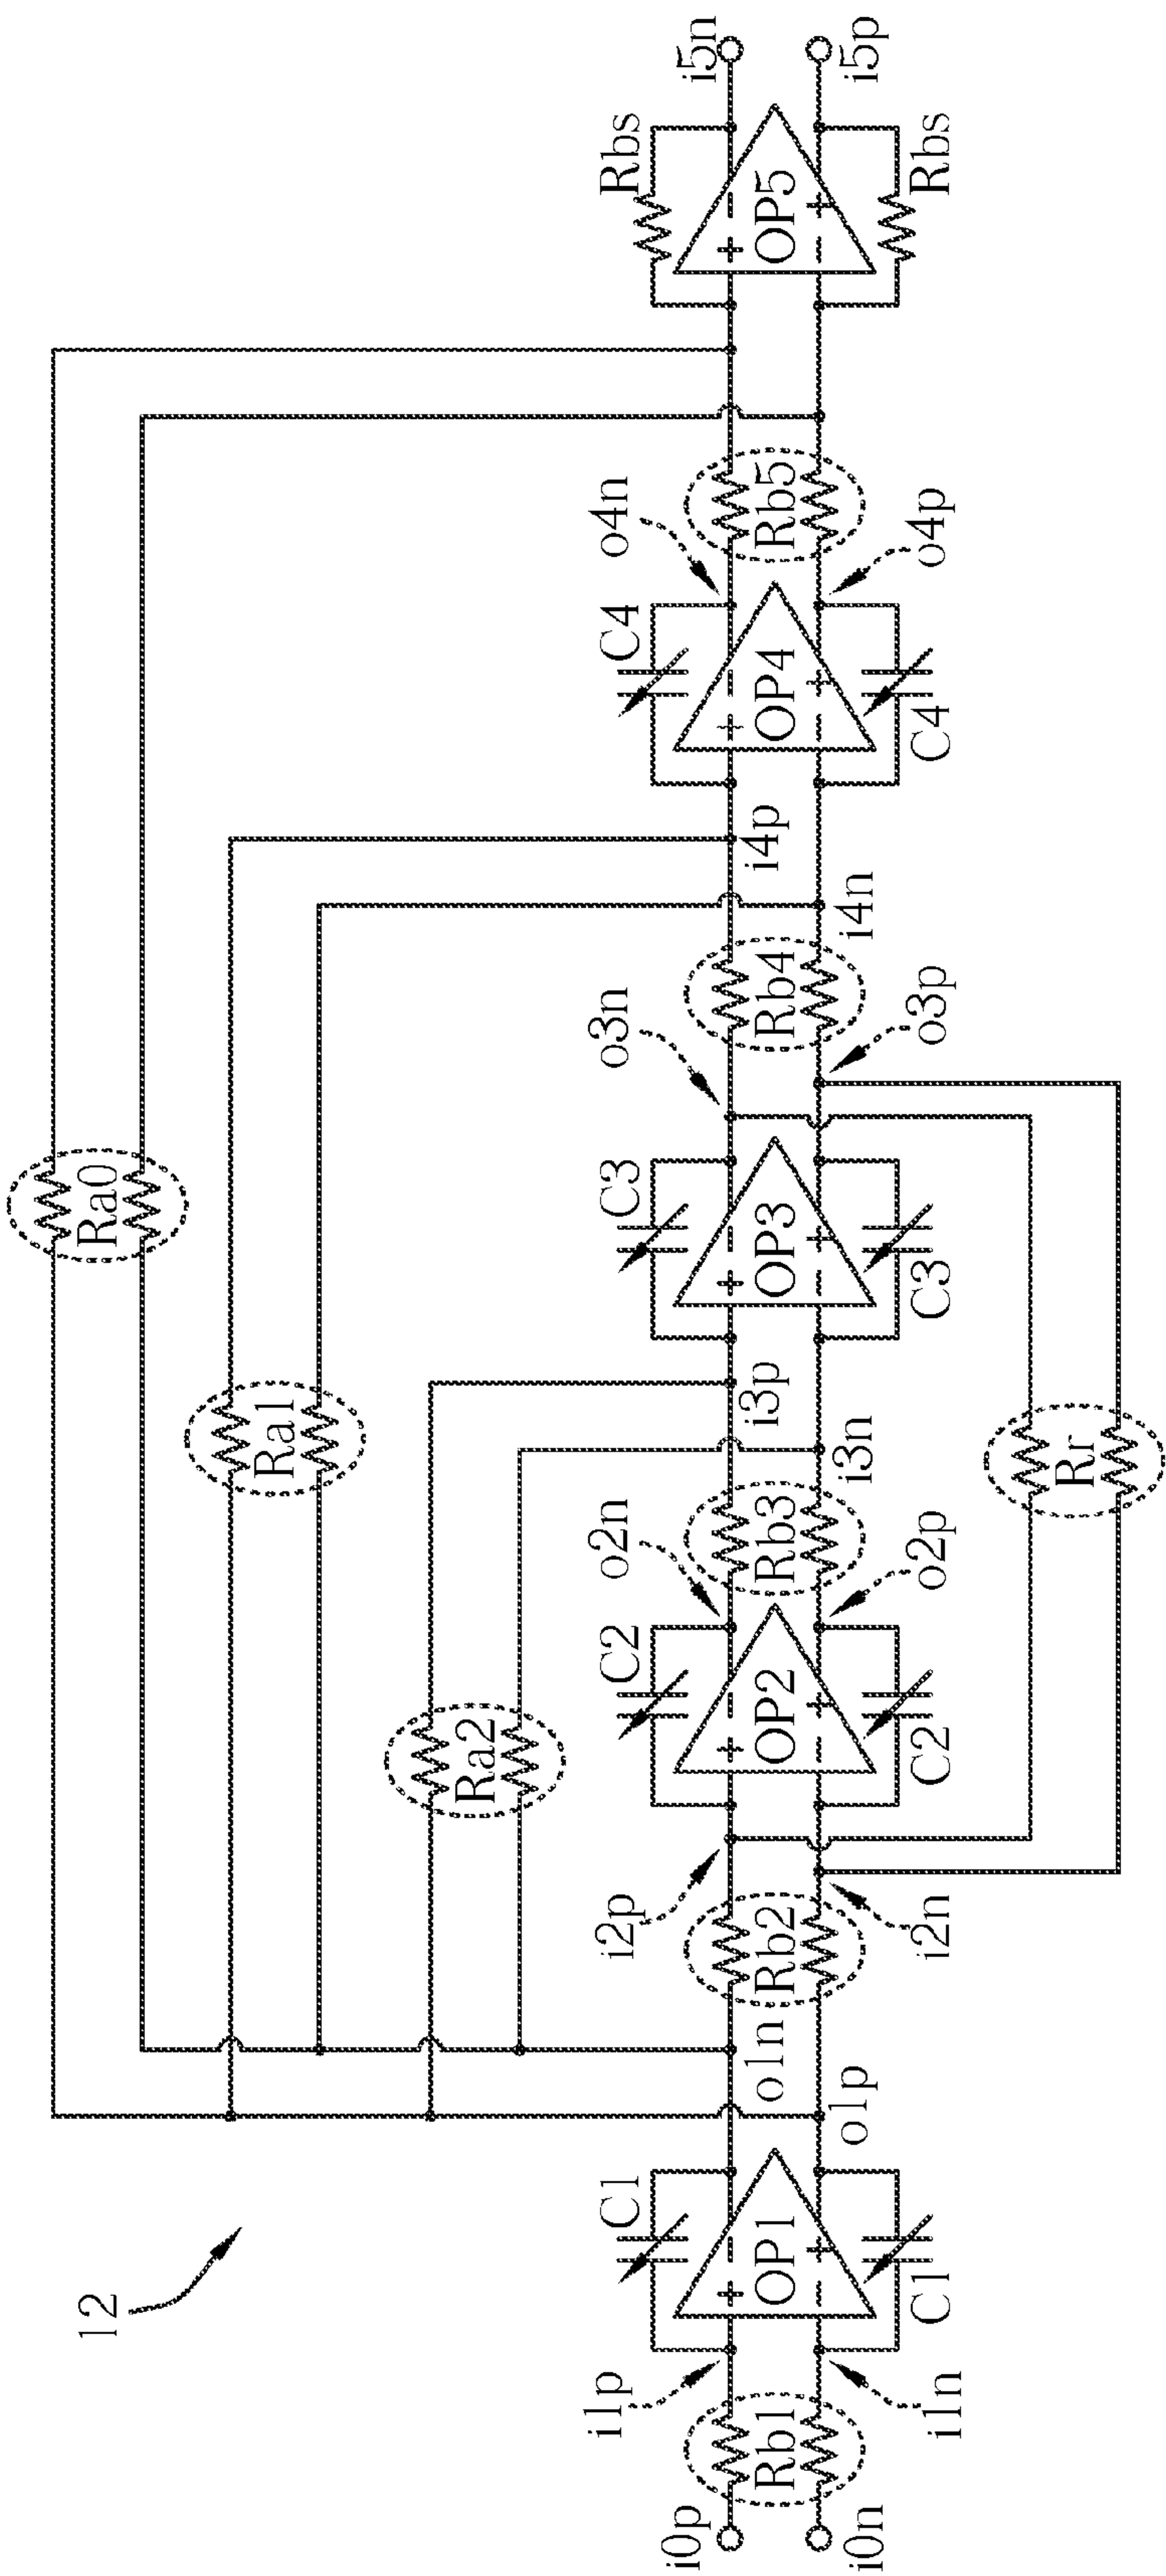 12
Ra0
Ra1
Ra2
C1
C2
C3
C4
Rbs
i1p
i2p
o2n
o3n
o4n
i0p
Rb1
OP1
o1n
Rb2
OP2
Rb3
i3p
OP3
Rb4
i4p
OP4
Rb5
OP5
i5n
i0n
i1n
o1p
i2n
o2p
i3n
o3p
i4n
o4p
i5p
C1
C2
C3
C4
Rbs
Rr